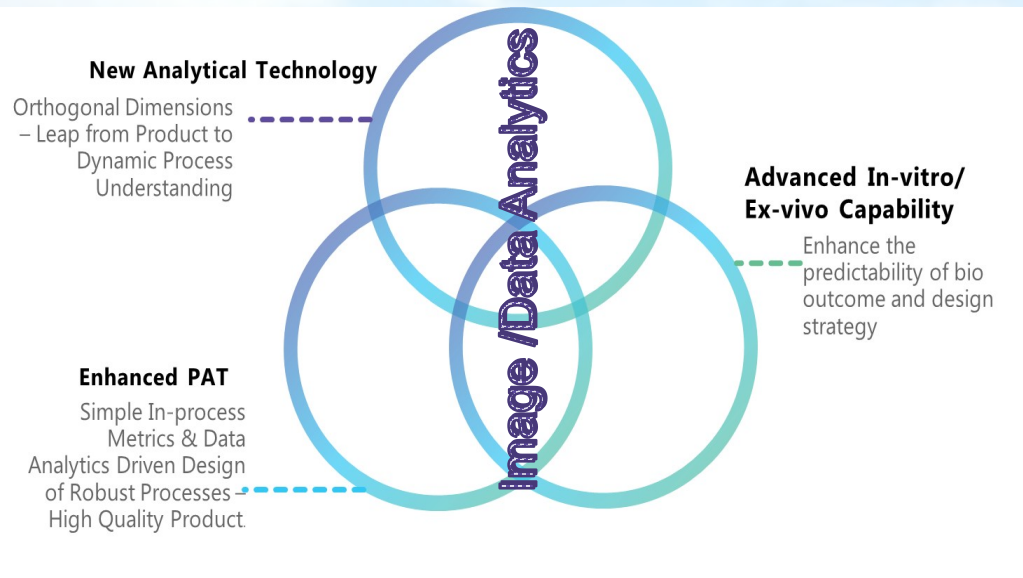 New Analytical Technology
Orthogonal Dimensions
– Leap from Product to
Dynamic Process
Understanding
Image /Data Analytics
Advanced In-vitro/
Ex-vivo Capability
Enhance the
predictability of bio
outcome and design
strategy
Enhanced PAT
Simple In-process
Metrics & Data
Analytics Driven Design
of Robust Processes –
High Quality Product.